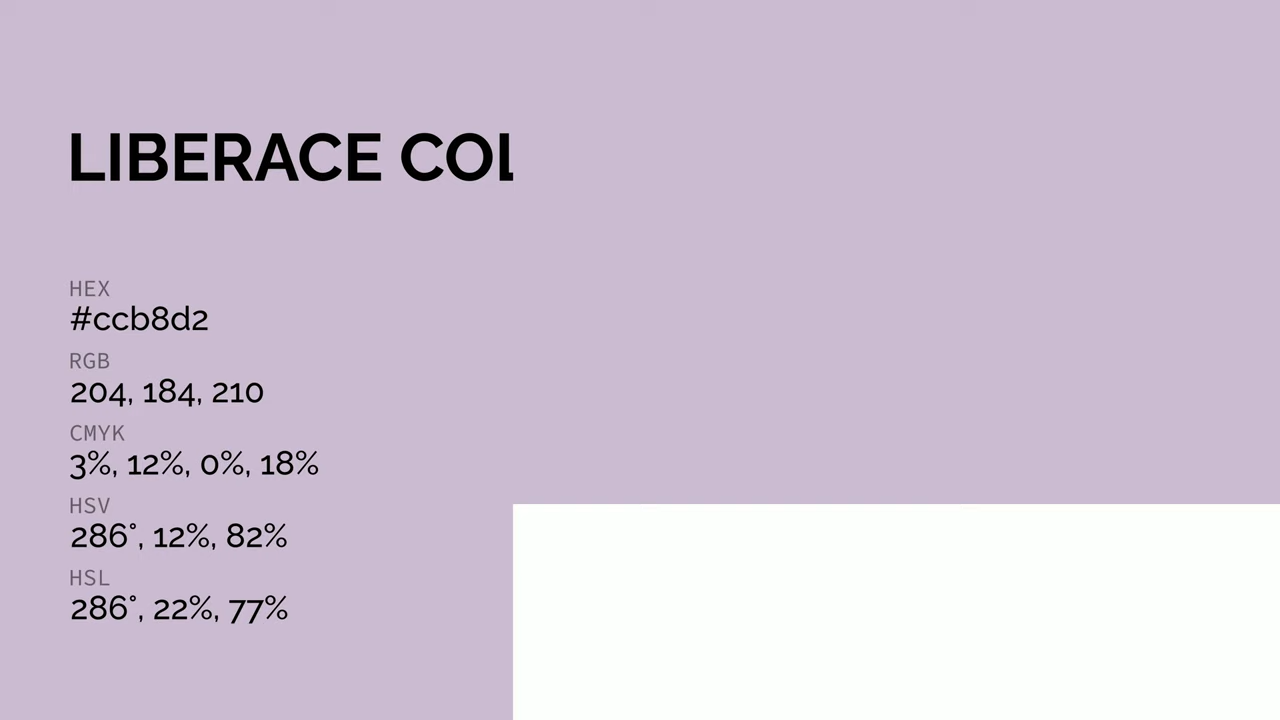 LIBERACE COL
HEX
#ccb8d2
RGB
204, 184, 210
CMYK
3%, 12%, 0%, 18%
HSV
286°, 12%, 82%
HSL
286°, 22%, 77%